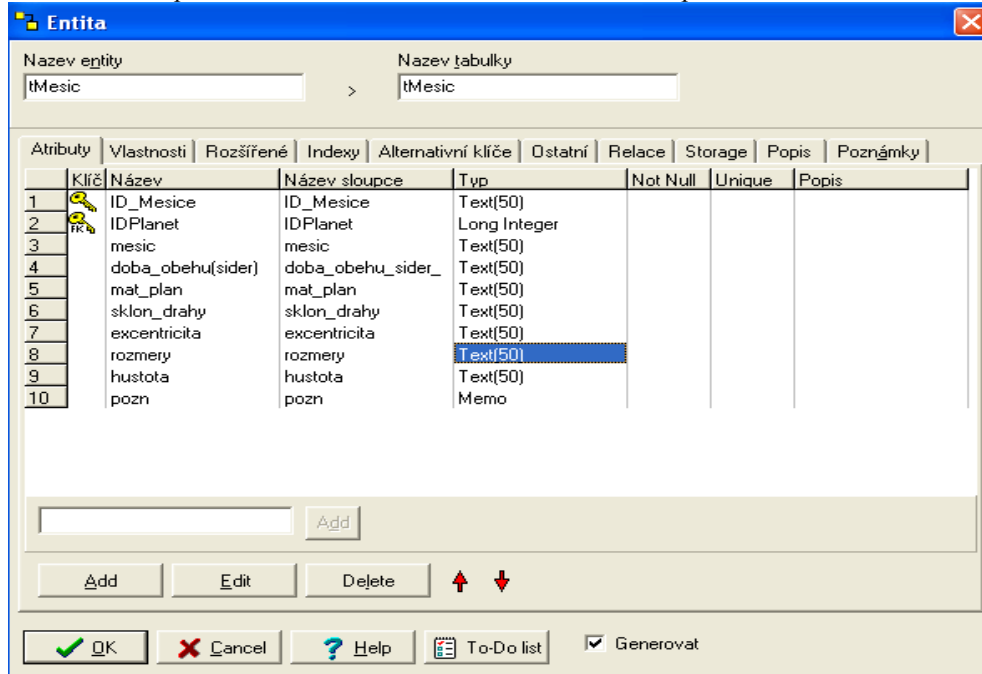 Entita
Nazev entity Nazev tabulky
tMesic > tMesic
Atributy Vlastnosti Rozšířené Indexy Alternativní klíče Ostatní Relace Storage Popis Poznámky
Klíč Název Název sloupce Typ Not Null Unique Popis
1 ID_Mesice ID_Mesice Text(50)
2 FK IDPlanet IDPlanet Long Integer
3 mesic mesic Text(50)
4 doba_obehu(sider) doba_obehu_sider_ Text(50)
5 mat_plan mat_plan Text(50)
6 sklon_drahy sklon_drahy Text(50)
7 excentricita excentricita Text(50)
8 rozmery rozmery Text(50)
9 hustota hustota Text(50)
10 pozn pozn Memo
Add
Add Edit Delete
OK Cancel Help To-Do list Generovat